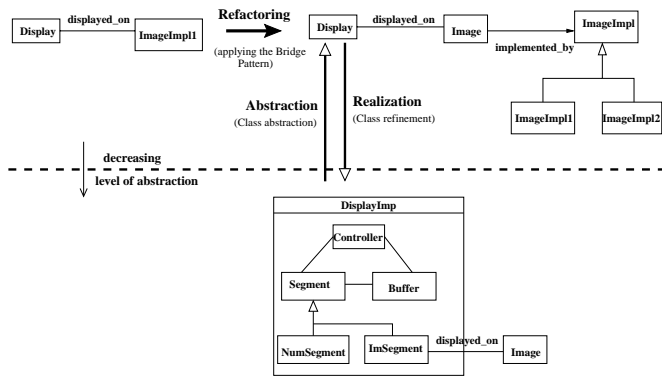 Display
displayed_on
ImageImpl1
Refactoring
(applying the Bridge
Pattern)
Display
displayed_on
Image
implemented_by
ImageImpl
ImageImpl1
ImageImpl2
Abstraction
(Class abstraction)
Realization
(Class refinement)
decreasing
level of abstraction
DisplayImp
Controller
Segment
Buffer
NumSegment
ImSegment
displayed_on
Image